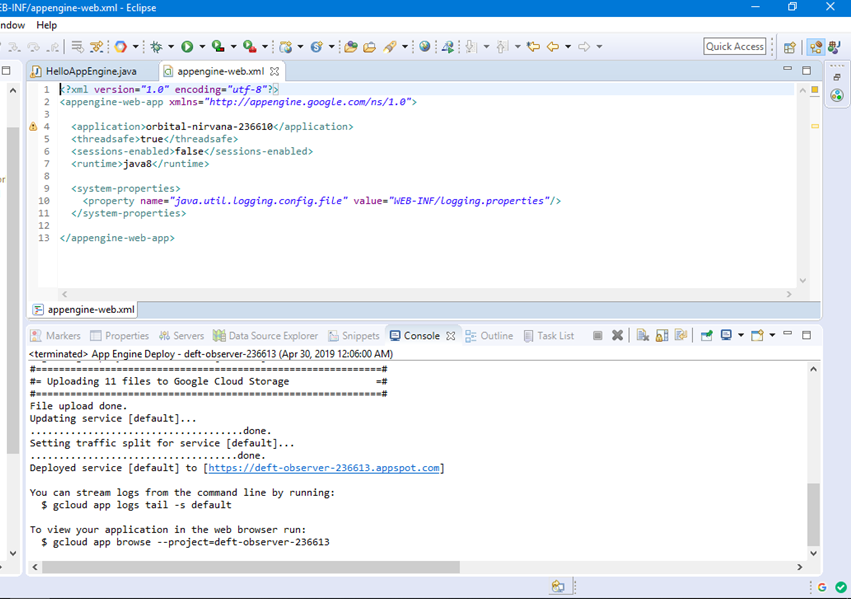 EB-INF/appengine-web.xml - Eclipse
ndow Help
Quick Access
HelloAppEngine.java appengine-web.xml
1 <?xml version="1.0" encoding="utf-8"?>
2 <appengine-web-app xmlns="http://appengine.google.com/ns/1.0">
3
4 <application>orbital-nirvana-236610</application>
5 <threadsafe>true</threadsafe>
6 <sessions-enabled>false</sessions-enabled>
7 <runtime>java8</runtime>
8
9 <system-properties>
10 <property name="java.util.logging.config.file" value="WEB-INF/logging.properties"/>
11 </system-properties>
12
13 </appengine-web-app>
appengine-web.xml
Markers Properties Servers Data Source Explorer Snippets Console Outline Task List
<terminated> App Engine Deploy - deft-observer-236613 (Apr 30, 2019 12:06:00 AM)
#=============================================================#
#= Uploading 11 files to Google Cloud Storage =#
#=============================================================#
File upload done.
Updating service [default]...
.....................................done.
Setting traffic split for service [default]...
....................................done.
Deployed service [default] to [https://deft-observer-236613.appspot.com]
You can stream logs from the command line by running:
$ gcloud app logs tail -s default
To view your application in the web browser run:
$ gcloud app browse --project=deft-observer-236613